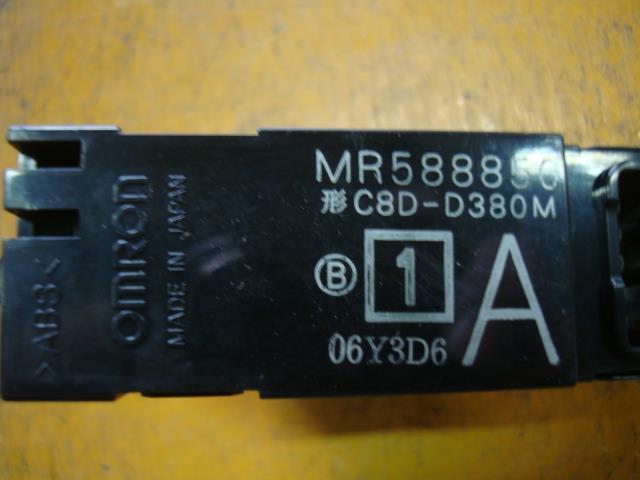 MR588850
形 C8D-D380M
B 1 A
06Y3D6
OMRON
MADE IN JAPAN
>ABS<